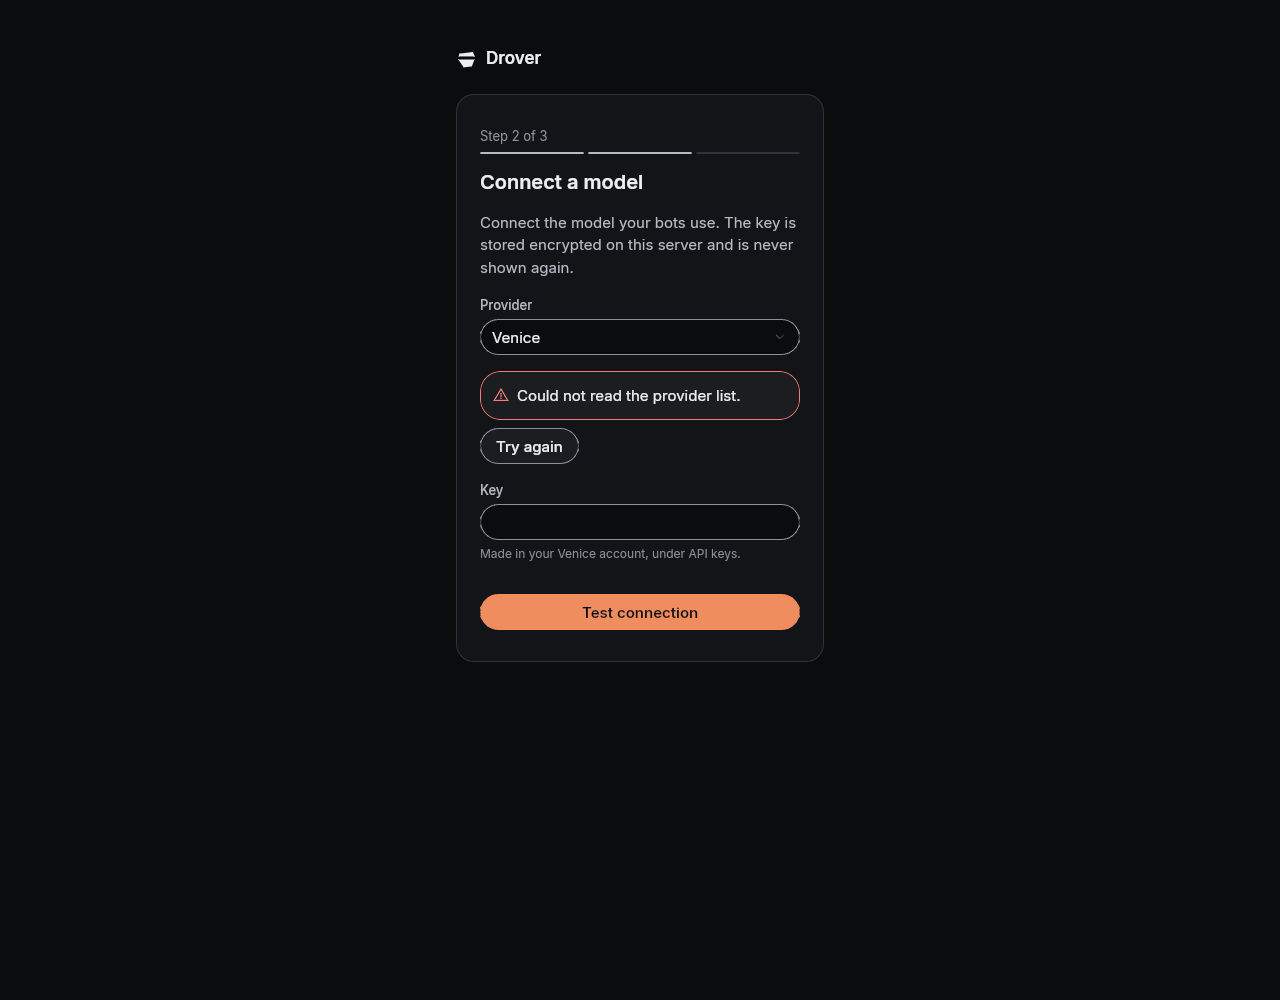 Drover
Step 2 of 3
Connect a model
Connect the model your bots use. The key is
stored encrypted on this server and is never
shown again.
Provider
Venice
Could not read the provider list.
Try again
Key
Made in your Venice account, under API keys.
Test connection